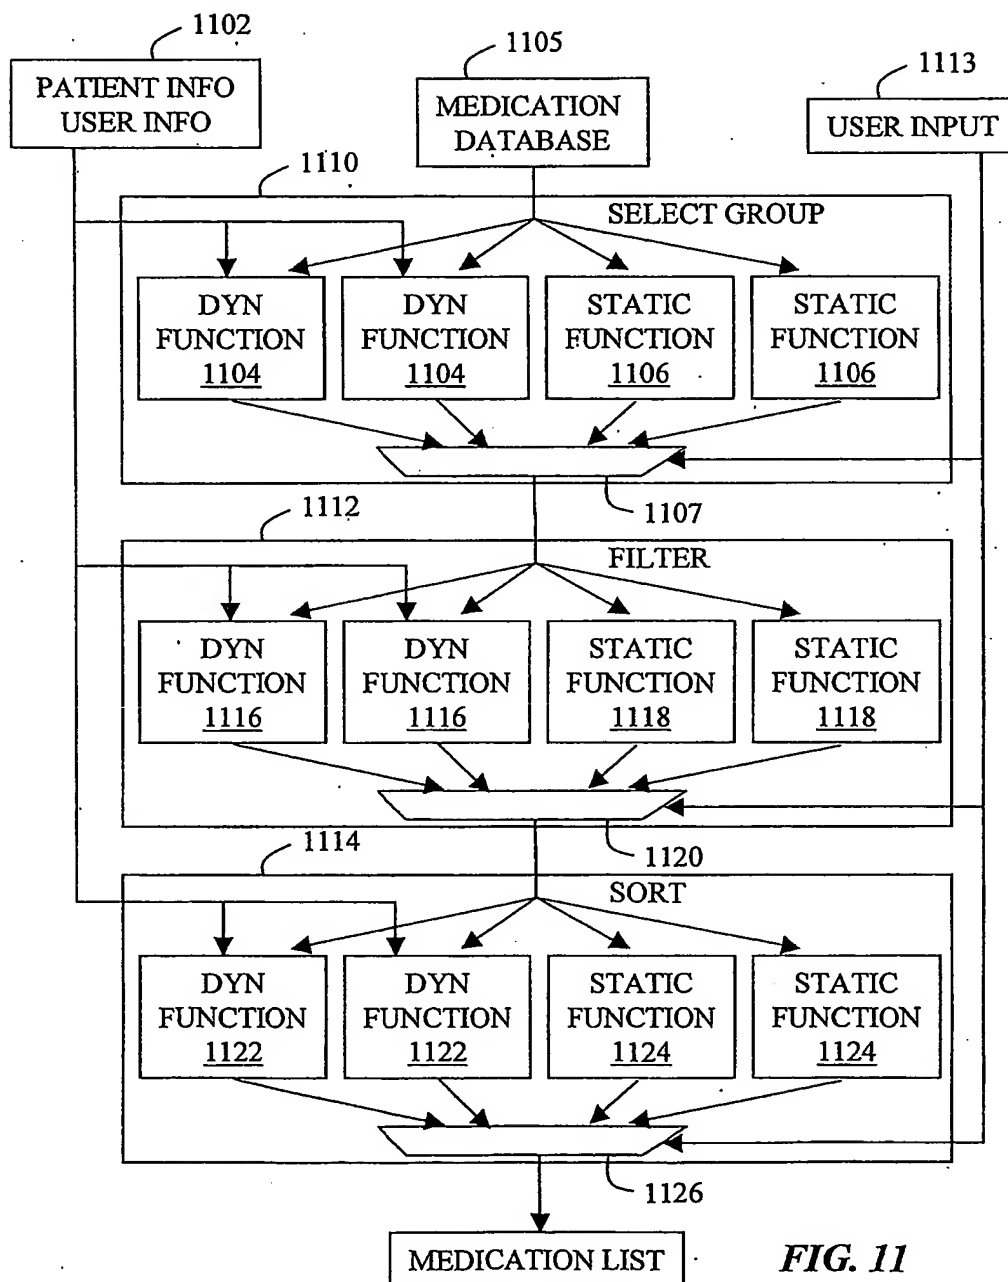 1102
PATIENT INFO
USER INFO
1105
MEDICATION
DATABASE
1113
USER INPUT
1110
SELECT GROUP
DYN
FUNCTION
1104
DYN
FUNCTION
1104
STATIC
FUNCTION
1106
STATIC
FUNCTION
1106
1107
1112
FILTER
DYN
FUNCTION
1116
DYN
FUNCTION
1116
STATIC
FUNCTION
1118
STATIC
FUNCTION
1118
1120
1114
SORT
DYN
FUNCTION
1122
DYN
FUNCTION
1122
STATIC
FUNCTION
1124
STATIC
FUNCTION
1124
1126
MEDICATION LIST
FIG. 11